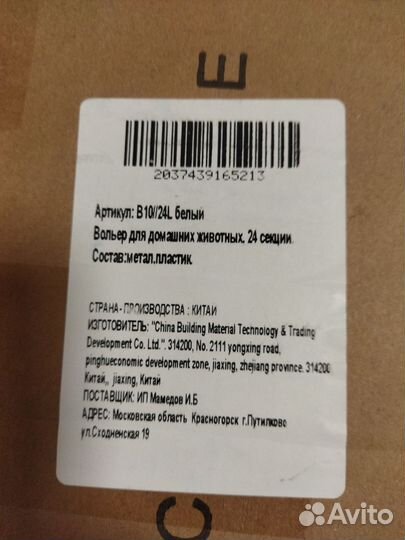 E
2037439165213
Артикул: B10//24L белый
Вольер для домашних животных, 24 секции.
Состав:метал,пластик.
СТРАНА- ПРОИЗВОДСТВА : КИТАЙ
ИЗГОТОВИТЕЛЬ: "China Building Material Technology & Trading
Development Co. Ltd.". 314200, No. 2111 yongxing road,
pinghueconomic development zone, jiaxing, zhejiang province. 314200
Китай,, jiaxing, Китай
ПОСТАВЩИК: ИП Мамедов И.Б
АДРЕС: Московская область Красногорск г.Путилково
ул.Сходненская 19
C
Avito